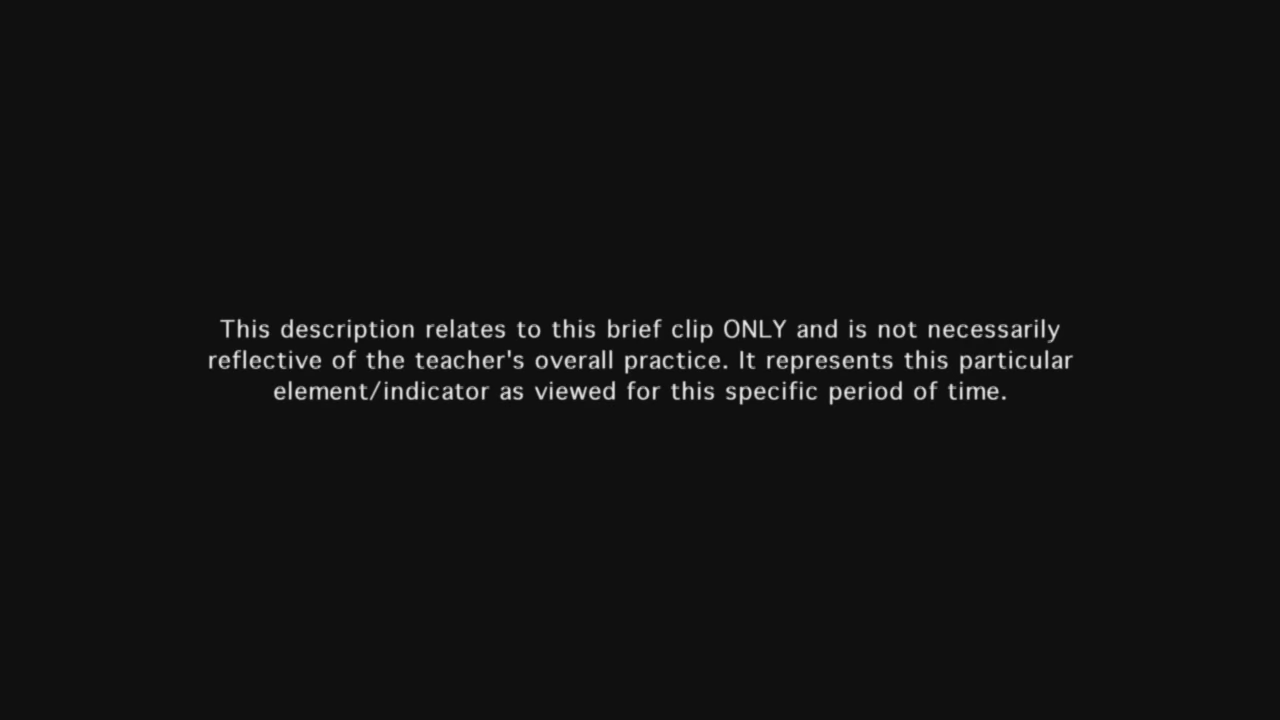 This description relates to this brief clip ONLY and is not necessarily
reflective of the teacher's overall practice. It represents this particular
element/indicator as viewed for this specific period of time.